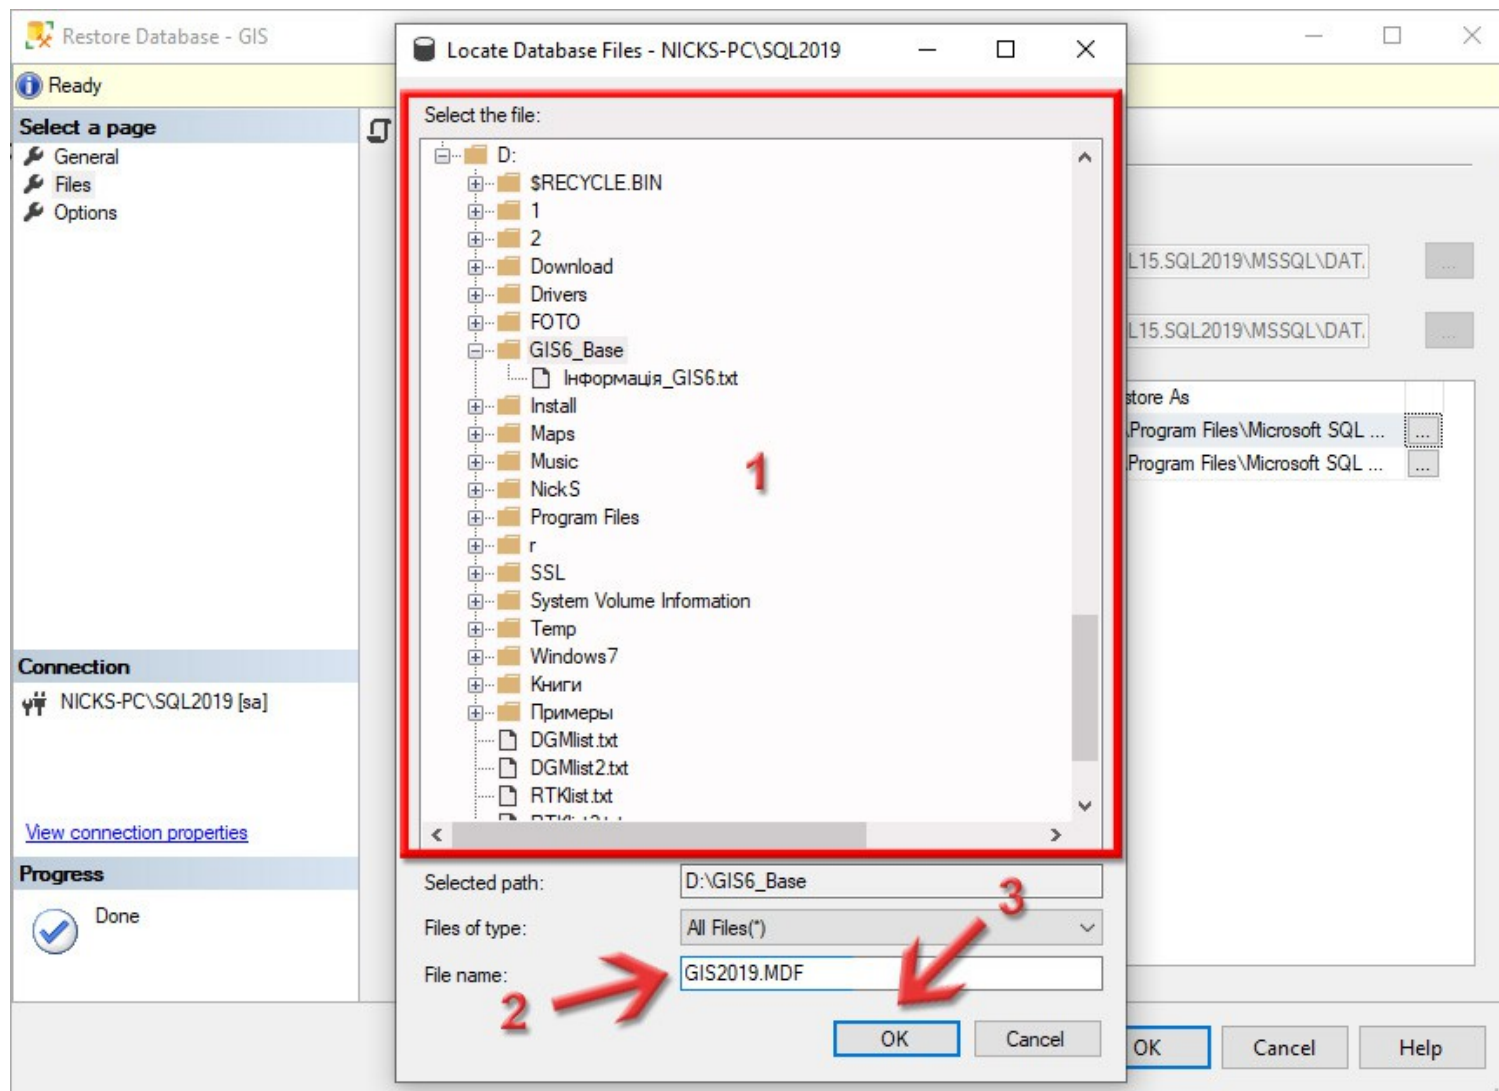 Restore Database - GIS
Ready
Select a page
General
Files
Options
Connection
NICKS-PC\SQL2019 [sa]
View connection properties
Progress
Done
Locate Database Files - NICKS-PC\SQL2019
Select the file:
D:
$RECYCLE.BIN
1
2
Download
Drivers
FOTO
GIS6_Base
Інформація_GIS6.txt
Install
Maps
Music
NickS
Program Files
r
SSL
System Volume Information
Temp
Windows7
Книги
Примеры
DGMlist.txt
DGMlist2.txt
RTKlist.txt
1
Selected path: D:\GIS6_Base
3
Files of type: All Files(*)
File name: GIS2019.MDF
2
OK Cancel
L15.SQL2019\MSSQL\DAT. ...
L15.SQL2019\MSSQL\DAT. ...
store As
\Program Files\Microsoft SQL ... ...
Program Files\Microsoft SQL ... ...
OK Cancel Help